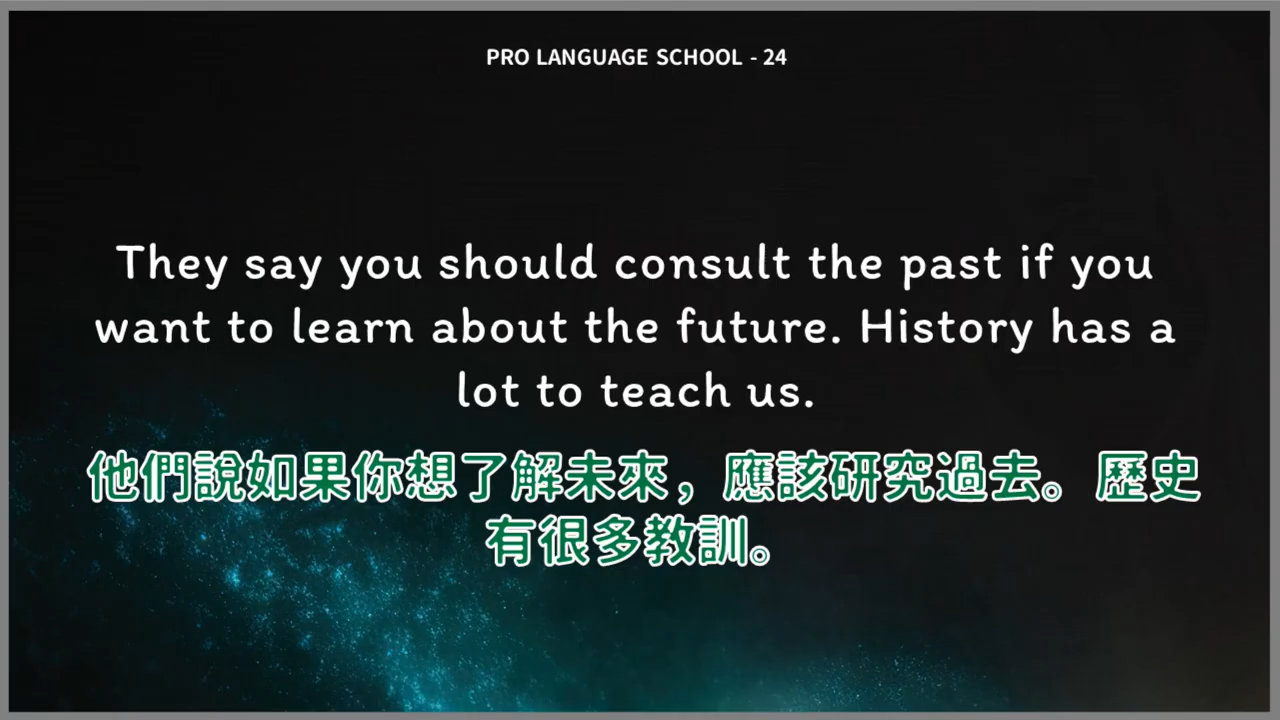 PRO LANGUAGE SCHOOL - 24
They say you should consult the past if you
want to learn about the future. History has a
lot to teach us.
他們說如果你想了解未來，應該研究過去。歷史
有很多教訓。